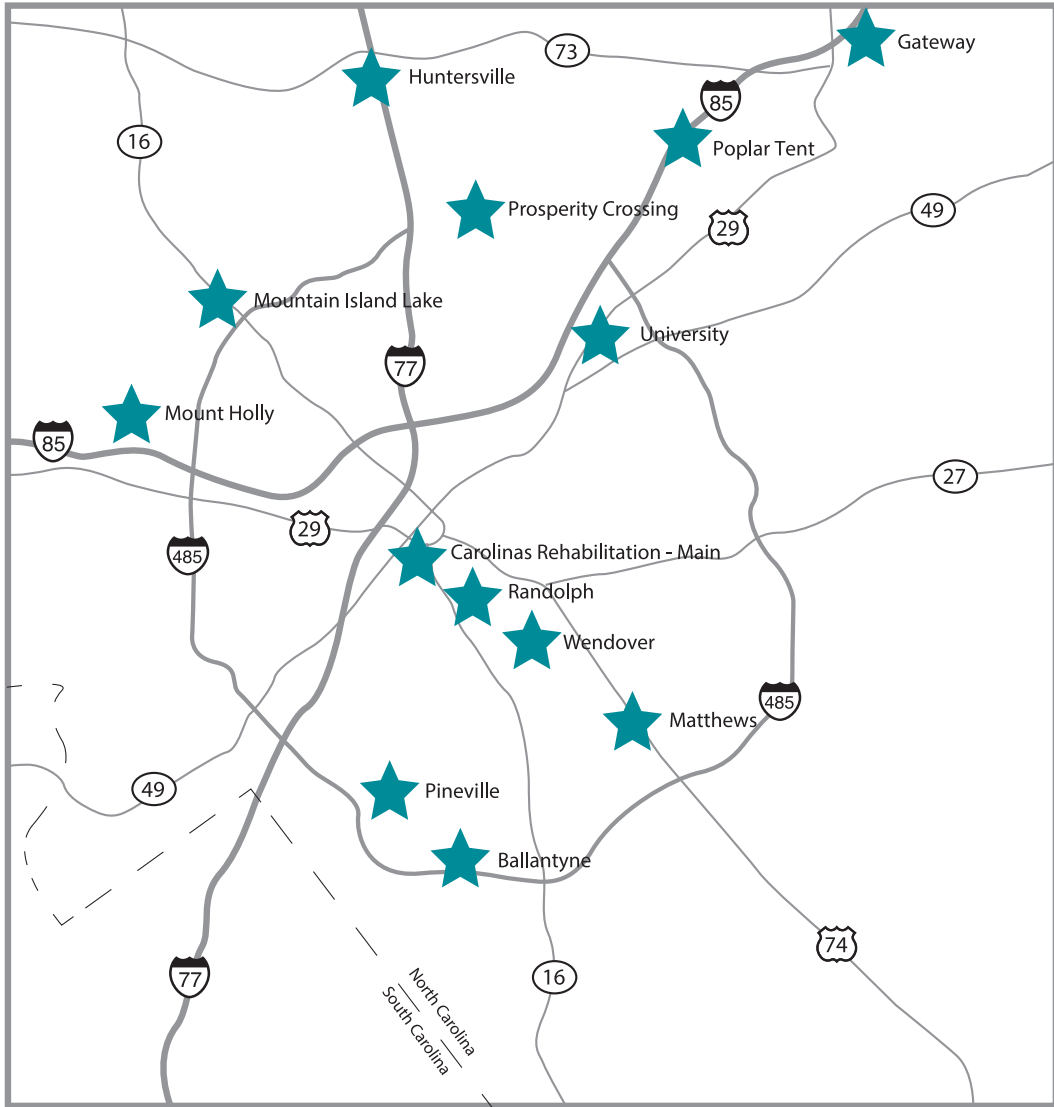 Gateway
73
Huntersville
85
16
Poplar Tent
Prosperity Crossing
49
29
Mountain Island Lake
University
77
Mount Holly
85
27
29
485
Carolinas Rehabilitation - Main
Randolph
Wendover
485
Matthews
49
Pineville
Ballantyne
74
77
16
North Carolina
South Carolina